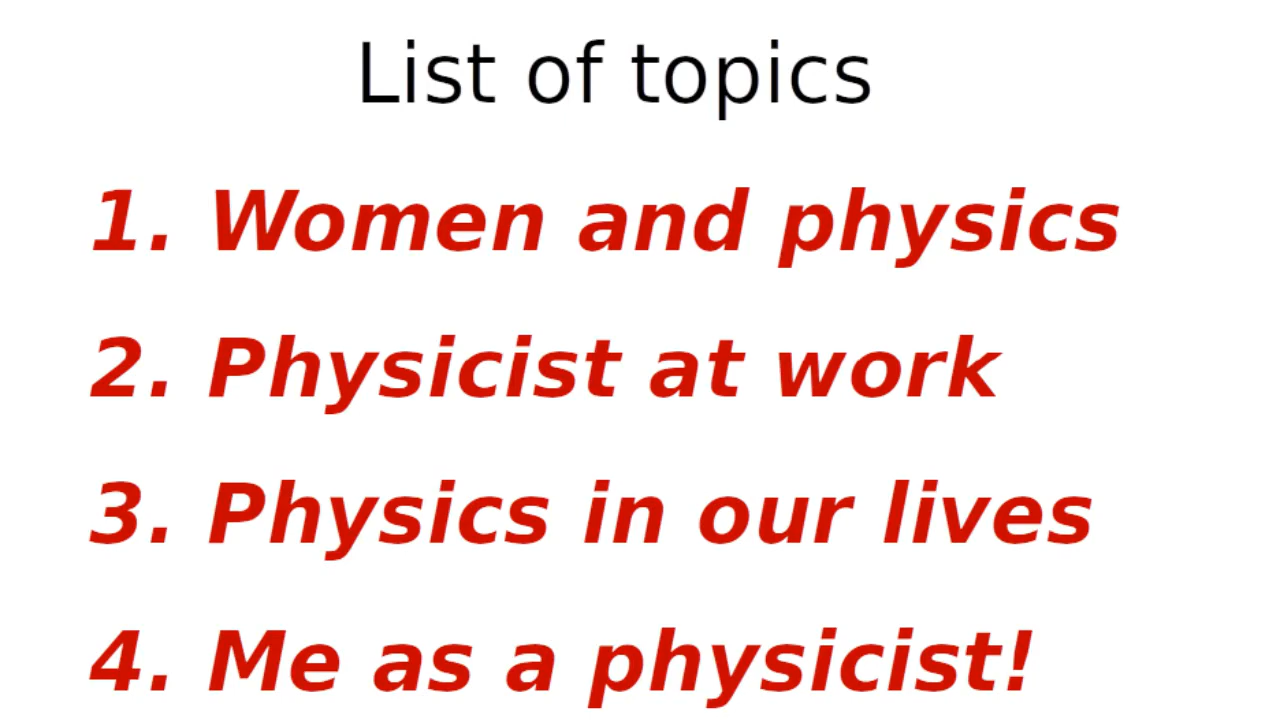 List of topics
1. Women and physics
2. Physicist at work
3. Physics in our lives
4. Me as a physicist!